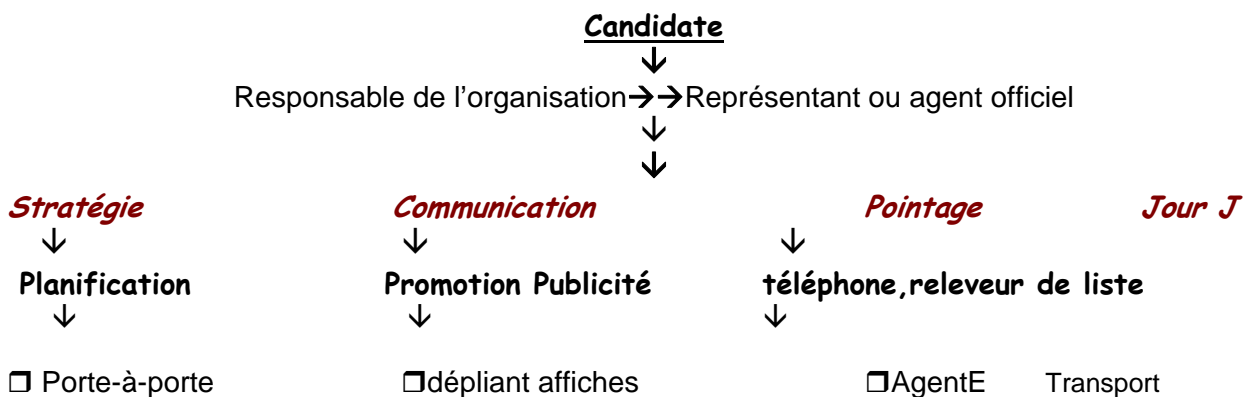 Candidate
↓
Responsable de l’organisation→→Représentant ou agent officiel
↓
↓
Stratégie Communication Pointage Jour J
↓ ↓ ↓
Planification Promotion Publicité téléphone,releveur de liste
↓ ↓ ↓
❒ Porte-à-porte ❒dépliant affiches ❒AgentE Transport